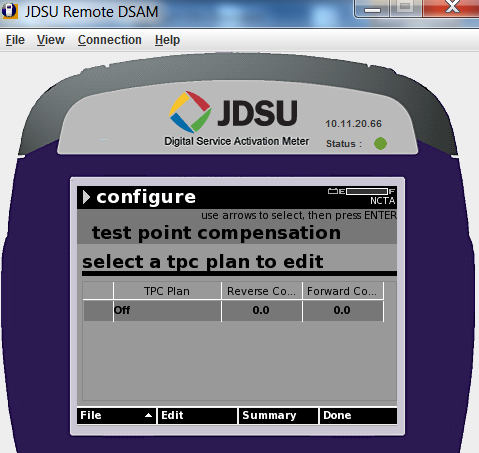 JDSU Remote DSAM
File View Connection Help
JDSU
Digital Service Activation Meter
10.11.20.66
Status :
configure
E F
NCTA
use arrows to select, then press ENTER
test point compensation
select a tpc plan to edit
TPC Plan Reverse Co... Forward Co...
Off 0.0 0.0
File Edit Summary Done